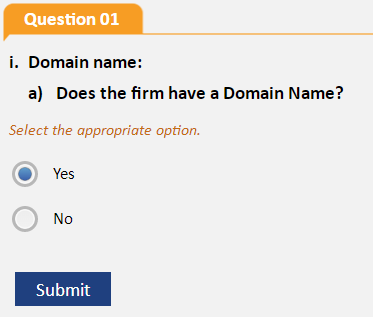 Question 01
i. Domain name:
a) Does the firm have a Domain Name?
Select the appropriate option.
Yes
No
Submit